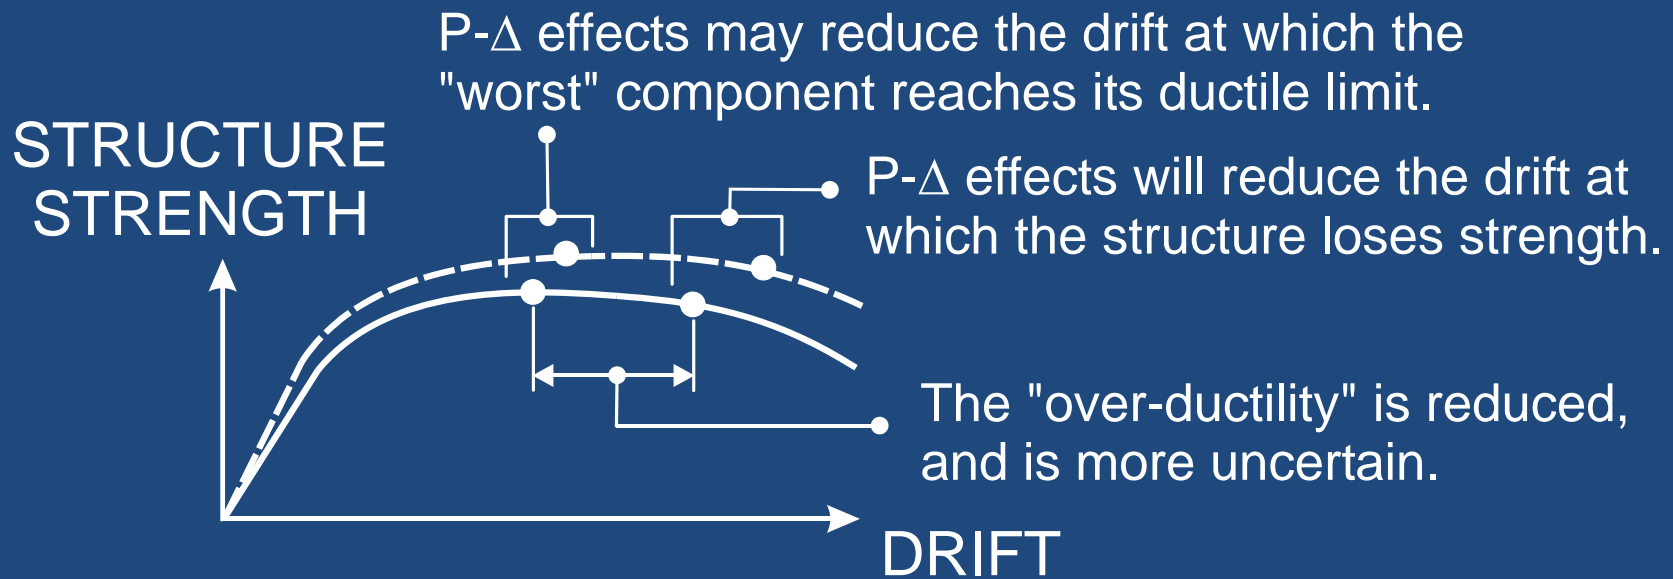 P-Δ effects may reduce the drift at which the
"worst" component reaches its ductile limit.
STRUCTURE
STRENGTH
P-Δ effects will reduce the drift at
which the structure loses strength.
The "over-ductility" is reduced,
and is more uncertain.
DRIFT